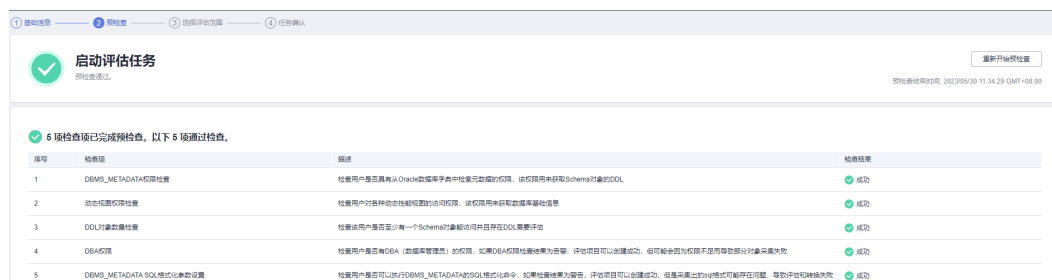 1 基础信息 2 预检查 3 选择评估范围 4 任务确认
启动评估任务
预检查通过。
重新开始预检查
预检查结束时间: 2023/05/30 11:34:29 GMT+08:00
5 项检查项已完成预检查。以下 5 项通过检查。
序号 检查项 描述 检查结果
1 DBMS_METADATA权限检查 检查用户是否具有从Oracle数据库字典中检索元数据的权限，该权限用来获取Schema对象的DDL 成功
2 动态视图权限检查 检查用户对各种动态性能视图的访问权限，该权限用来获取数据库基础信息 成功
3 DDL对象数量检查 检查该用户是否至少有一个Schema对象能访问并且存在DDL需要评估 成功
4 DBA权限 检查用户是否有DBA（数据库管理员）的权限，如果DBA权限检查结果为告警，评估项目可以创建成功，但可能会因为权限不足而导致部分对象采集失败 成功
5 DBMS_METADATA SQL格式化参数设置 检查用户是否可以执行DBMS_METADATA的SQL格式化命令，如果检查结果为警告，评估项目可以创建成功，但是采集出的sql格式可能存在问题，导致评估和转换失败 成功